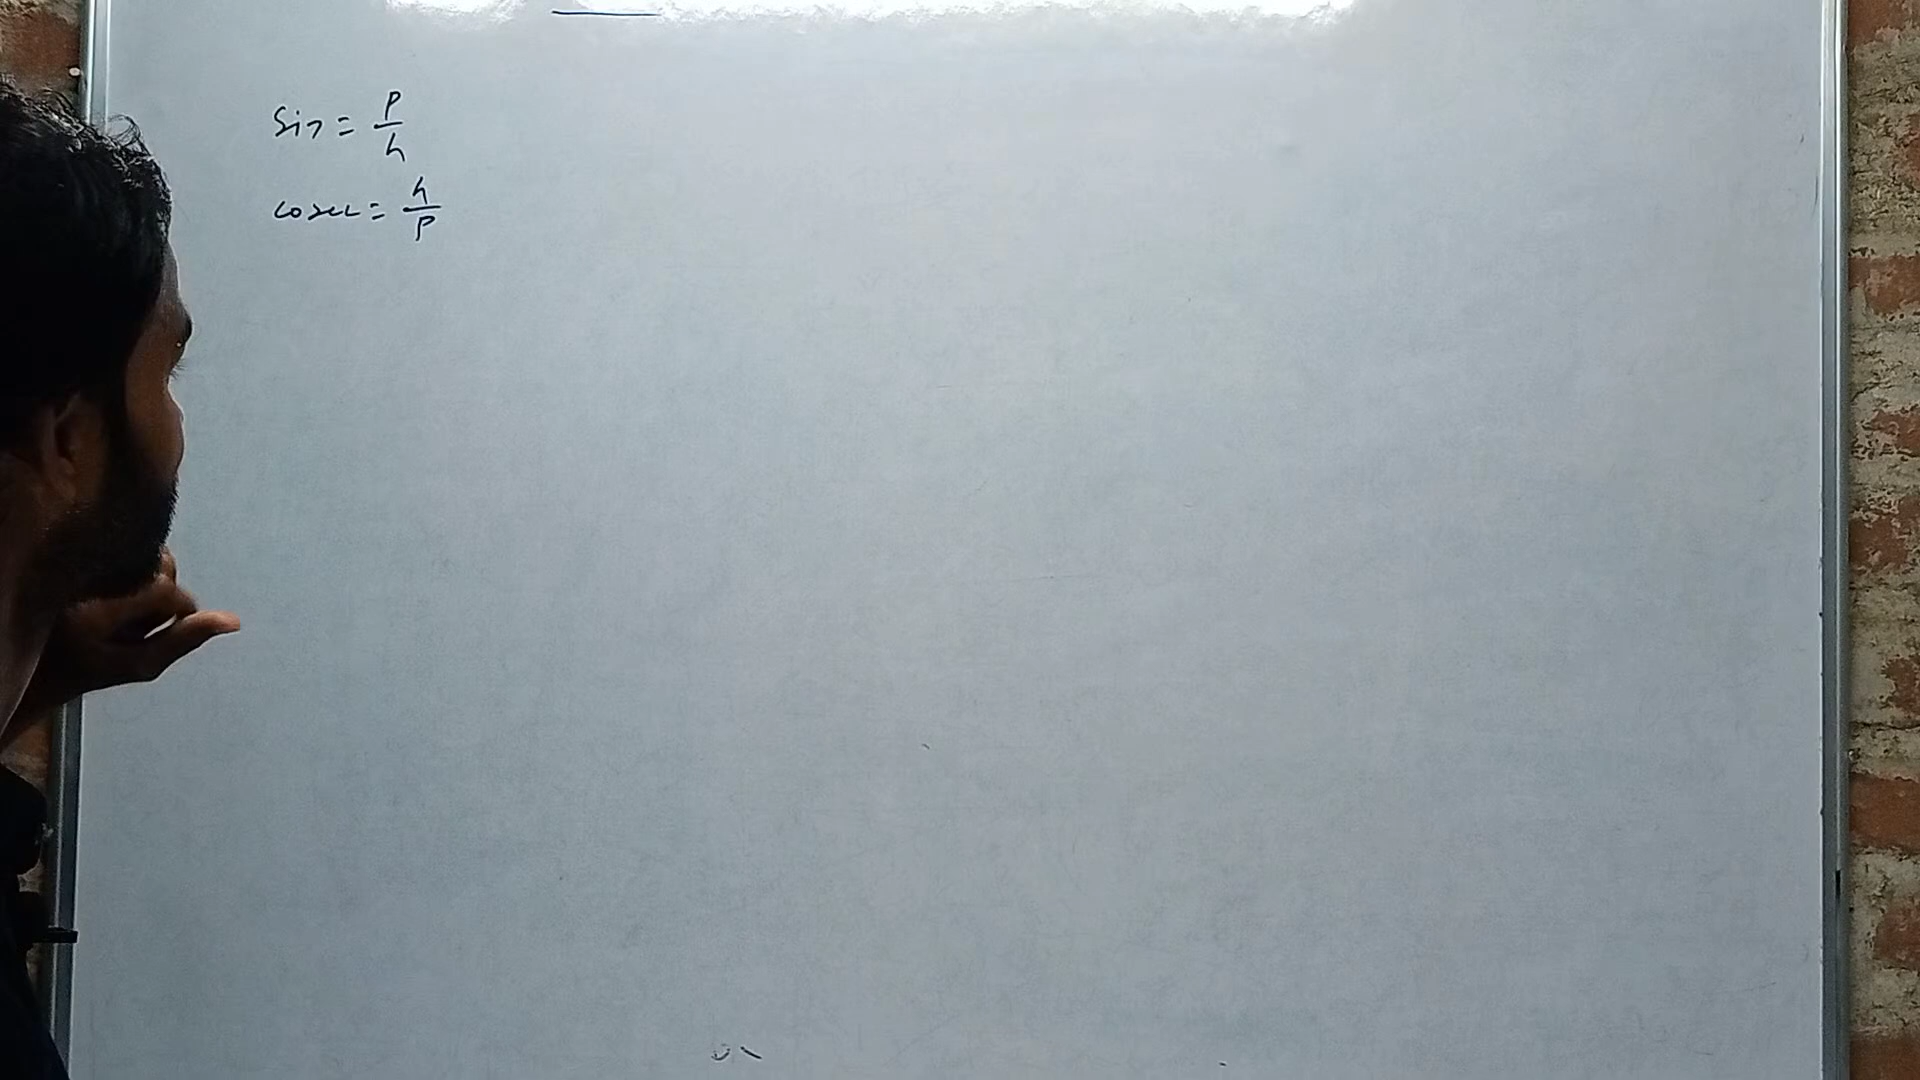 Sin = p/h
cosec = h/p